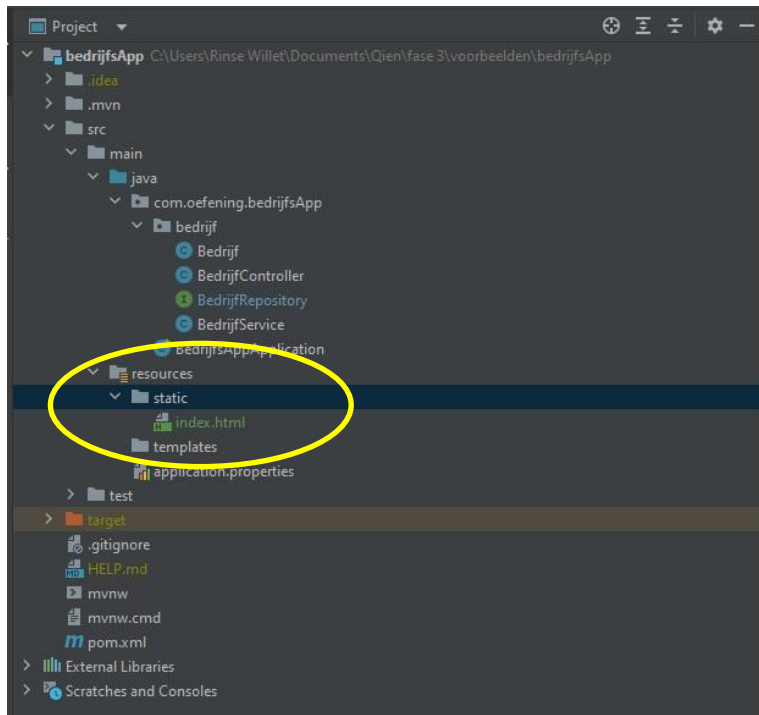 Project
bedrijfsApp C:\Users\Rinse Willet\Documents\Qien\fase 3\voorbeelden\bedrijfsApp
.idea
.mvn
src
main
java
com.oefening.bedrijfsApp
bedrijf
C Bedrijf
C BedrijfController
I BedrijfRepository
C BedrijfService
BedrijfsAppApplication
resources
static
H index.html
templates
application.properties
test
target
.gitignore
MD HELP.md
mvnw
mvnw.cmd
m pom.xml
External Libraries
Scratches and Consoles